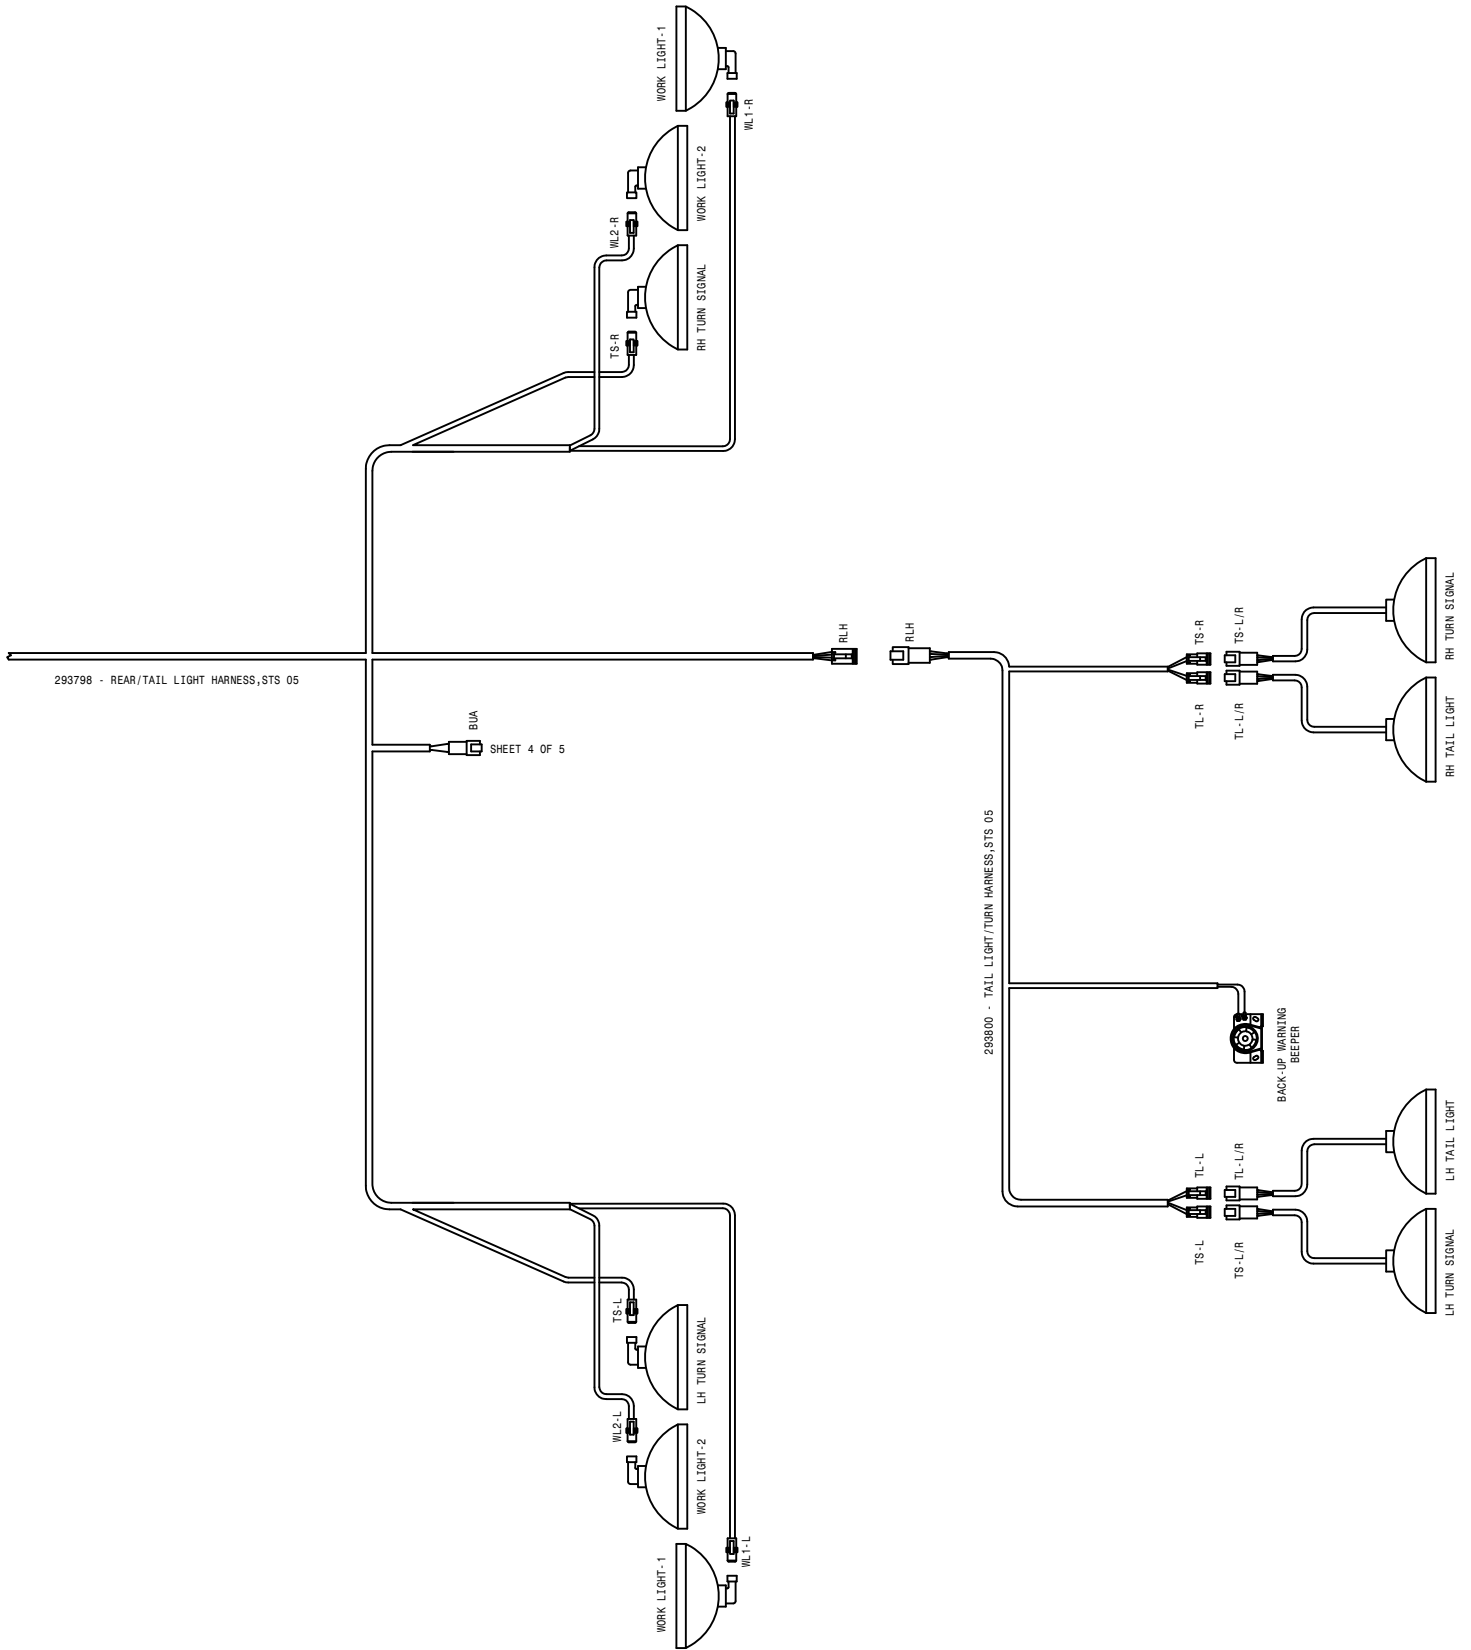 WORK LIGHT-1
WL1-R
WORK LIGHT-2
WL2-R
RH TURN SIGNAL
TS-R
293798 - REAR/TAIL LIGHT HARNESS,STS 05
BUA
SHEET 4 OF 5
RLH
RLH
TS-R
TS-L/R
RH TURN SIGNAL
TL-R
TL-L/R
RH TAIL LIGHT
293800 - TAIL LIGHT/TURN HARNESS,STS 05
BACK-UP WARNING
BEEPER
TL-L
TL-L/R
LH TAIL LIGHT
TS-L
TS-L/R
LH TURN SIGNAL
TS-L
LH TURN SIGNAL
WL2-L
WORK LIGHT-2
WL1-L
WORK LIGHT-1